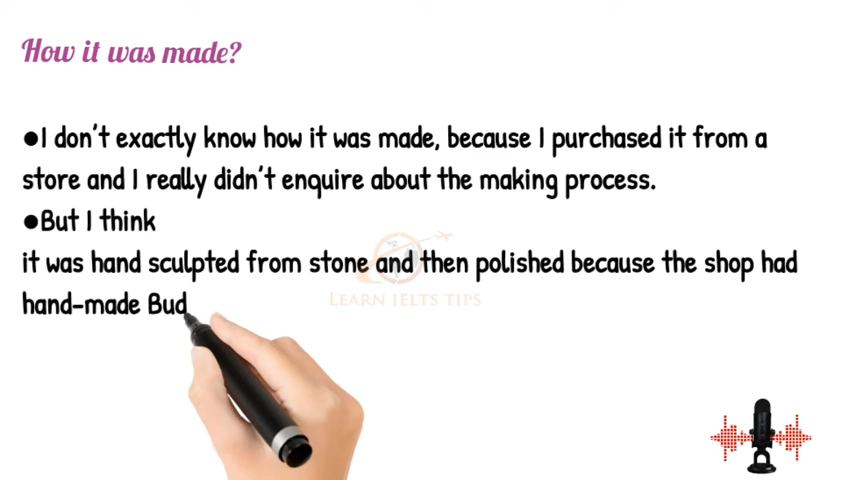 How it was made?
●I don't exactly know how it was made, because I purchased it from a
store and I really didn't enquire about the making process.
●But I think
it was hand sculpted from stone and then polished because the shop had
hand-made Bud
LEARN IELTS TIPS